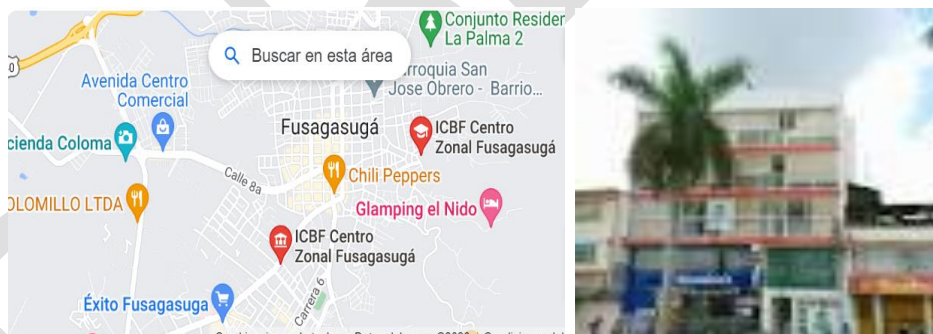 Conjunto Residen
La Palma 2
Buscar en esta área
Avenida Centro
Comercial
rroquia San
Jose Obrero - Barrio...
Fusagasugá
ICBF Centro
Zonal Fusagasugá
cienda Coloma
Calle 8a
Chili Peppers
OLOMILLO LTDA
Glamping el Nido
ICBF Centro
Zonal Fusagasugá
Éxito Fusagasuga
Carrera 6